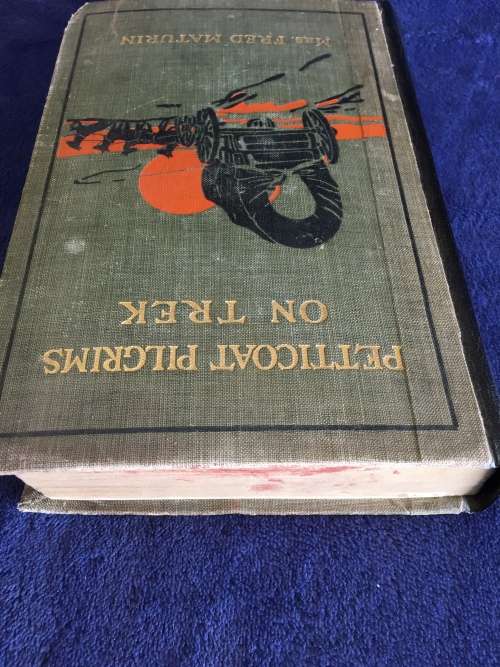 PETTICOAT PILGRIMS
ON TREK
MRS. FRED MATURIN